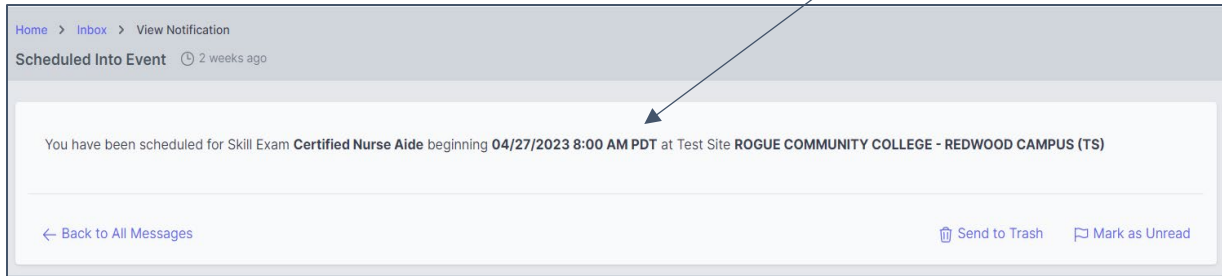 Home > Inbox > View Notification
Scheduled Into Event 2 weeks ago
You have been scheduled for Skill Exam Certified Nurse Aide beginning 04/27/2023 8:00 AM PDT at Test Site ROGUE COMMUNITY COLLEGE - REDWOOD CAMPUS (TS)
← Back to All Messages Send to Trash Mark as Unread